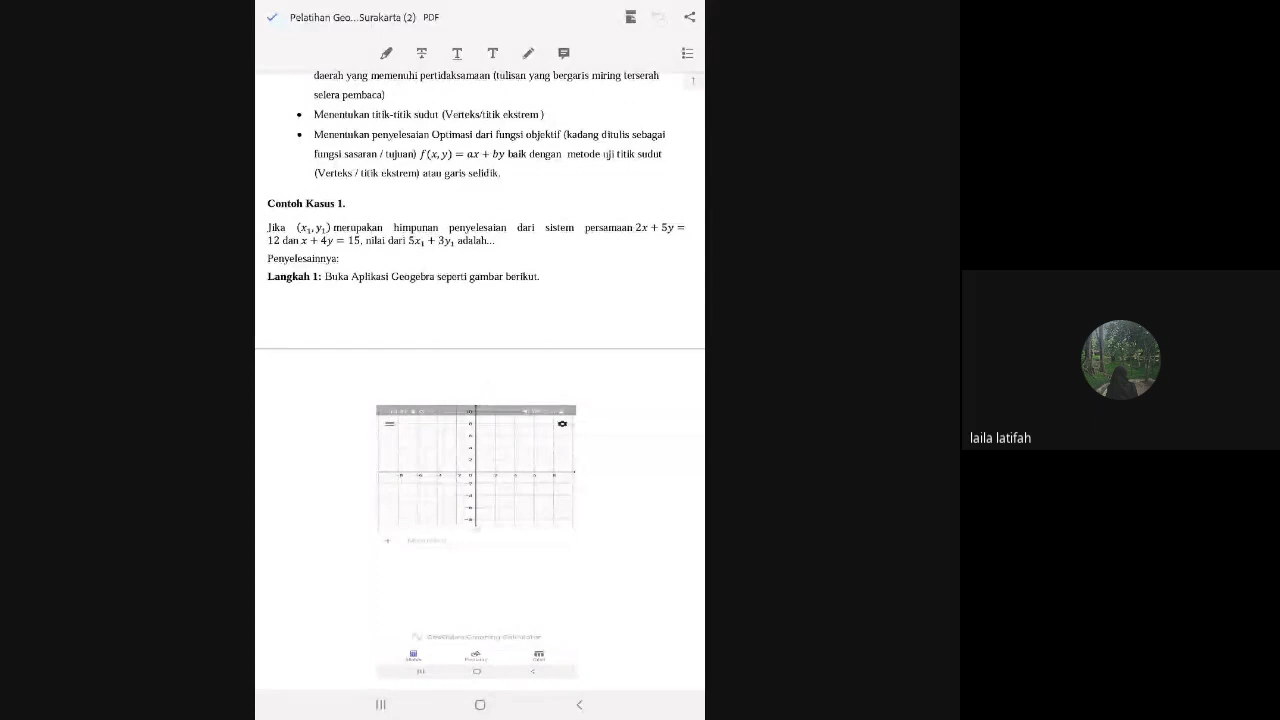 Pelatihan Geo...Surakarta (2) PDF
daerah yang memenuhi pertidaksamaan (tulisan yang bergaris miring terserah
selera pembaca)
• Menentukan titik-titik sudut (Verteks/titik ekstrem )
• Menentukan penyelesaian Optimasi dari fungsi objektif (kadang ditulis sebagai
fungsi sasaran / tujuan) f(x, y) = ax + by baik dengan metode uji titik sudut
(Verteks / titik ekstrem) atau garis selidik.
Contoh Kasus 1.
Jika (x₁, y₁) merupakan himpunan penyelesaian dari sistem persamaan 2x + 5y =
12 dan x + 4y = 15, nilai dari 5x₁ + 3y₁ adalah...
Penyelesainnya:
Langkah 1: Buka Aplikasi Geogebra seperti gambar berikut.
laila latifah